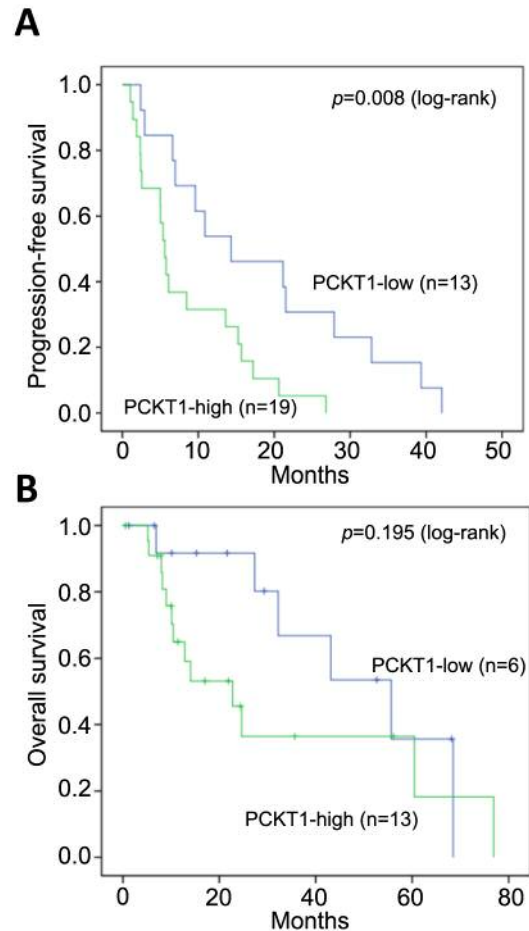 A
Progression-free survival
1.0
0.8
0.6
0.4
0.2
0.0
p=0.008 (log-rank)
PCKT1-low (n=13)
PCKT1-high (n=19)
0 10 20 30 40 50
Months
B
Overall survival
1.0
0.8
0.6
0.4
0.2
0.0
p=0.195 (log-rank)
PCKT1-low (n=6)
PCKT1-high (n=13)
0 20 40 60 80
Months